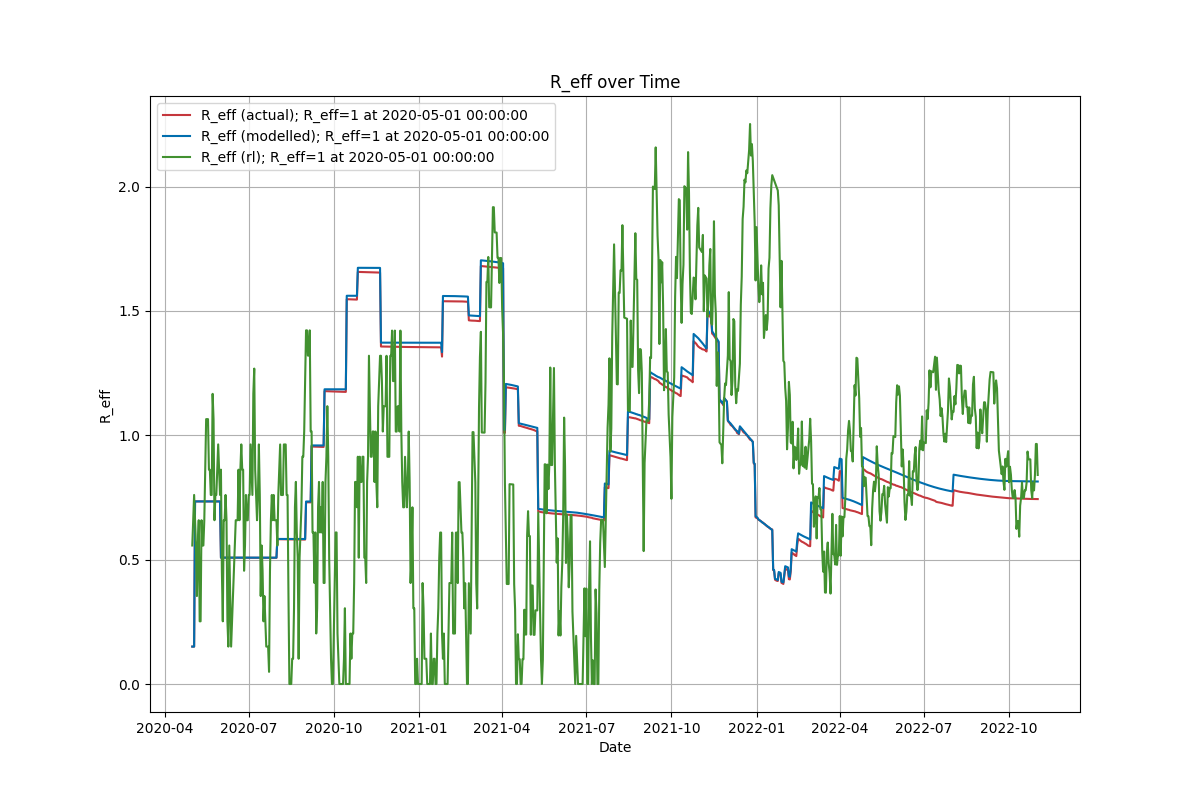 R_eff over Time
R_eff (actual); R_eff=1 at 2020-05-01 00:00:00
R_eff (modelled); R_eff=1 at 2020-05-01 00:00:00
R_eff (rl); R_eff=1 at 2020-05-01 00:00:00
2.0
1.5
1.0
0.5
0.0
R_eff
2020-04 2020-07 2020-10 2021-01 2021-04 2021-07 2021-10 2022-01 2022-04 2022-07 2022-10
Date